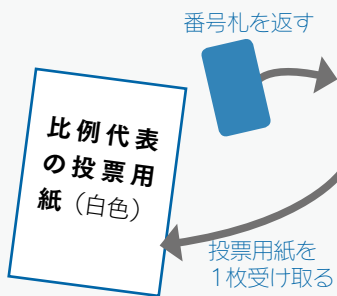 番号札を返す
比例代表
の投票用
紙（白色）
投票用紙を
1枚受け取る